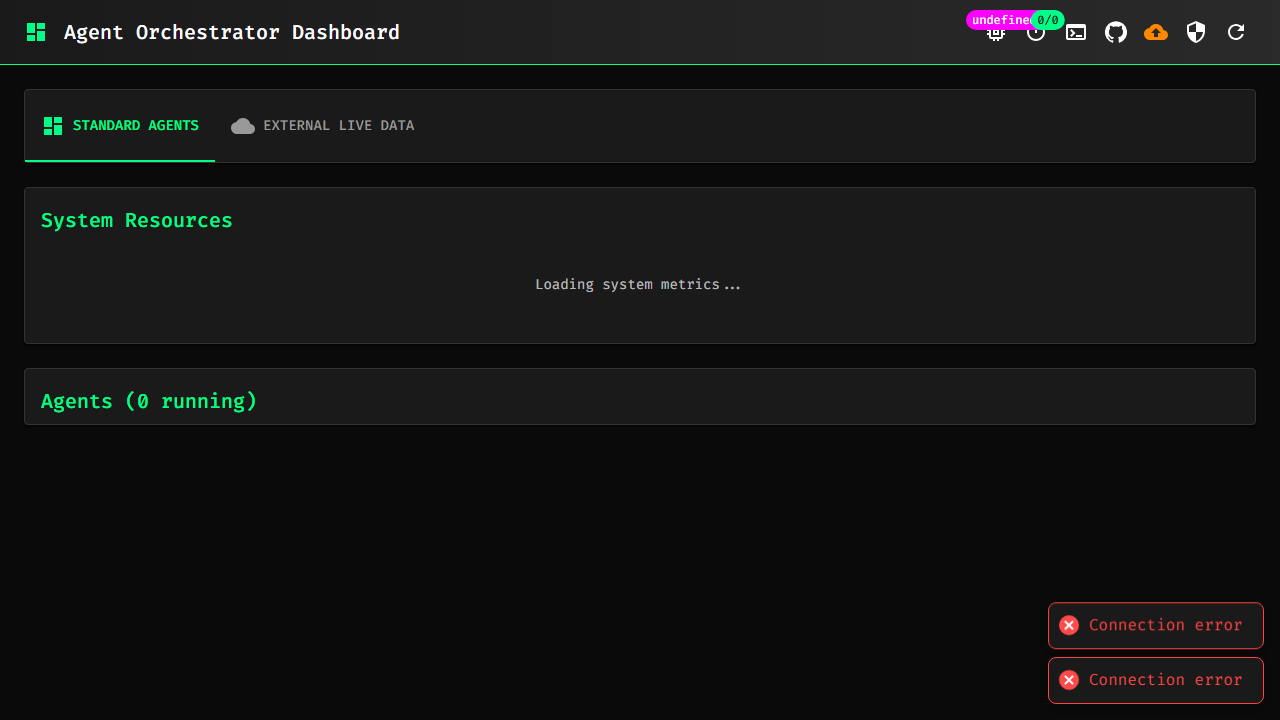 Agent Orchestrator Dashboard
undefined
0/0
STANDARD AGENTS
EXTERNAL LIVE DATA
System Resources
Loading system metrics...
Agents (0 running)
Connection error
Connection error